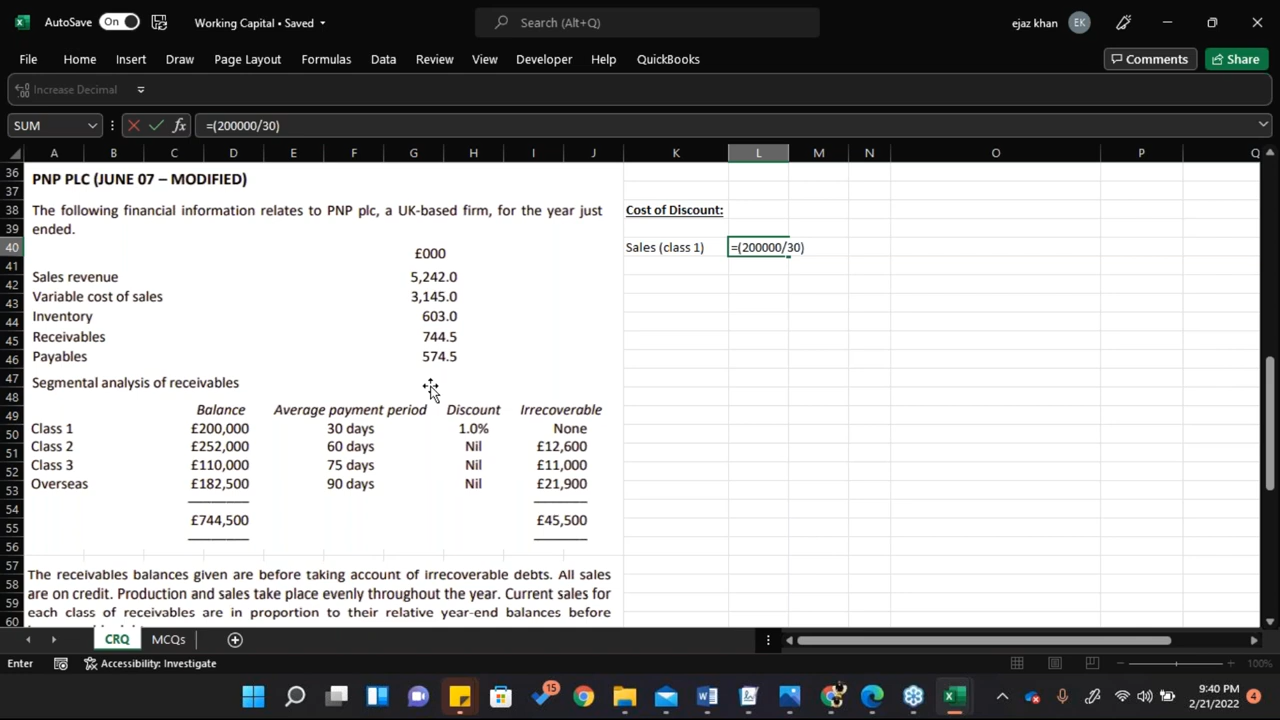 AutoSave On Working Capital • Saved Search (Alt+Q) ejaz khan EK
File Home Insert Draw Page Layout Formulas Data Review View Developer Help QuickBooks Comments Share
Increase Decimal
SUM fx =(200000/30)
A B C D E F G H I J K L M N O P Q
36 PNP PLC (JUNE 07 – MODIFIED)
37
38 The following financial information relates to PNP plc, a UK-based firm, for the year just Cost of Discount:
39 ended.
40 £000 Sales (class 1) =(200000/30)
41
42 Sales revenue 5,242.0
43 Variable cost of sales 3,145.0
44 Inventory 603.0
45 Receivables 744.5
46 Payables 574.5
47 Segmental analysis of receivables
48
49 Balance Average payment period Discount Irrecoverable
50 Class 1 £200,000 30 days 1.0% None
51 Class 2 £252,000 60 days Nil £12,600
52 Class 3 £110,000 75 days Nil £11,000
53 Overseas £182,500 90 days Nil £21,900
54
55 £744,500 £45,500
56
57 The receivables balances given are before taking account of irrecoverable debts. All sales
58 are on credit. Production and sales take place evenly throughout the year. Current sales for
59 each class of receivables are in proportion to their relative year-end balances before
60
CRQ MCQs
Enter Accessibility: Investigate 100%
15 9:40 PM
2/21/2022 4